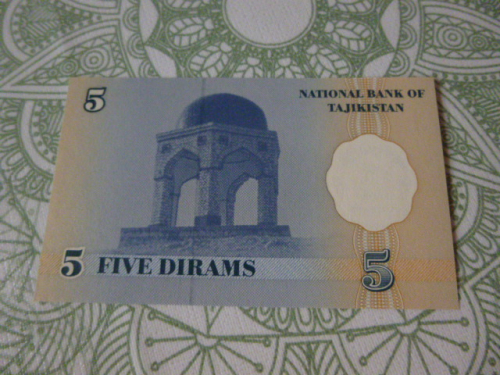 5
NATIONAL BANK OF
TAJIKISTAN
5 FIVE DIRAMS 5